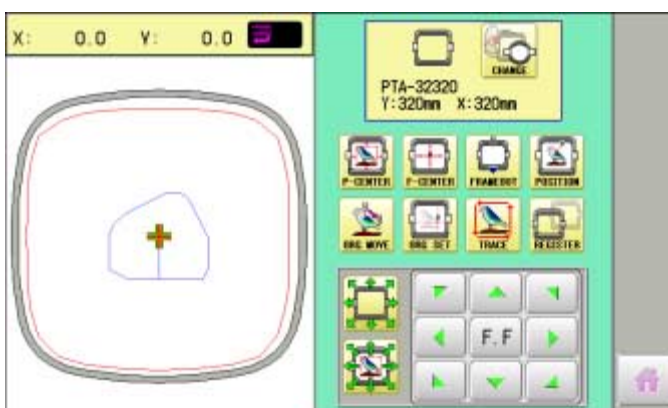 X: 0.0 Y: 0.0
CHANGE
PTA-32320
Y:320mm X:320mm
P-CENTER F-CENTER FRAMEOUT POSITION
ORG MOVE ORG SET TRACE REGISTER
F.F